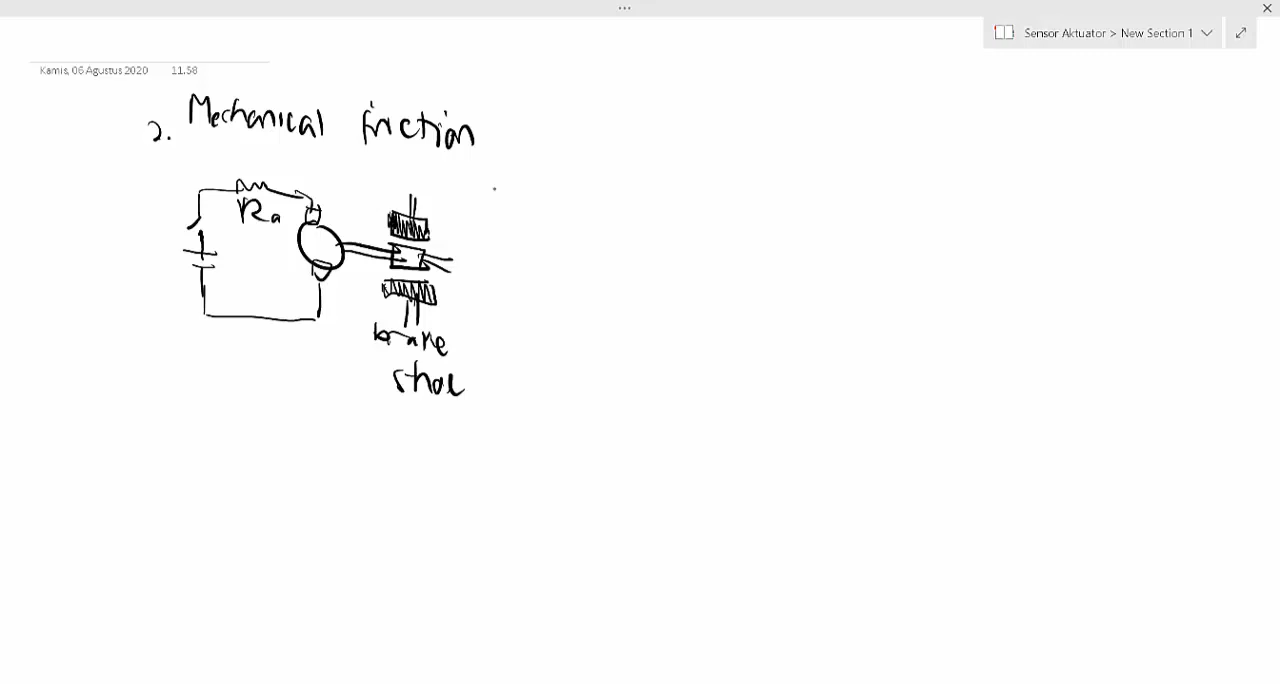 ...
Sensor Aktuator > New Section 1
Kamis, 06 Agustus 2020 11.58
2. Mechanical friction
Ra
brake
shoe